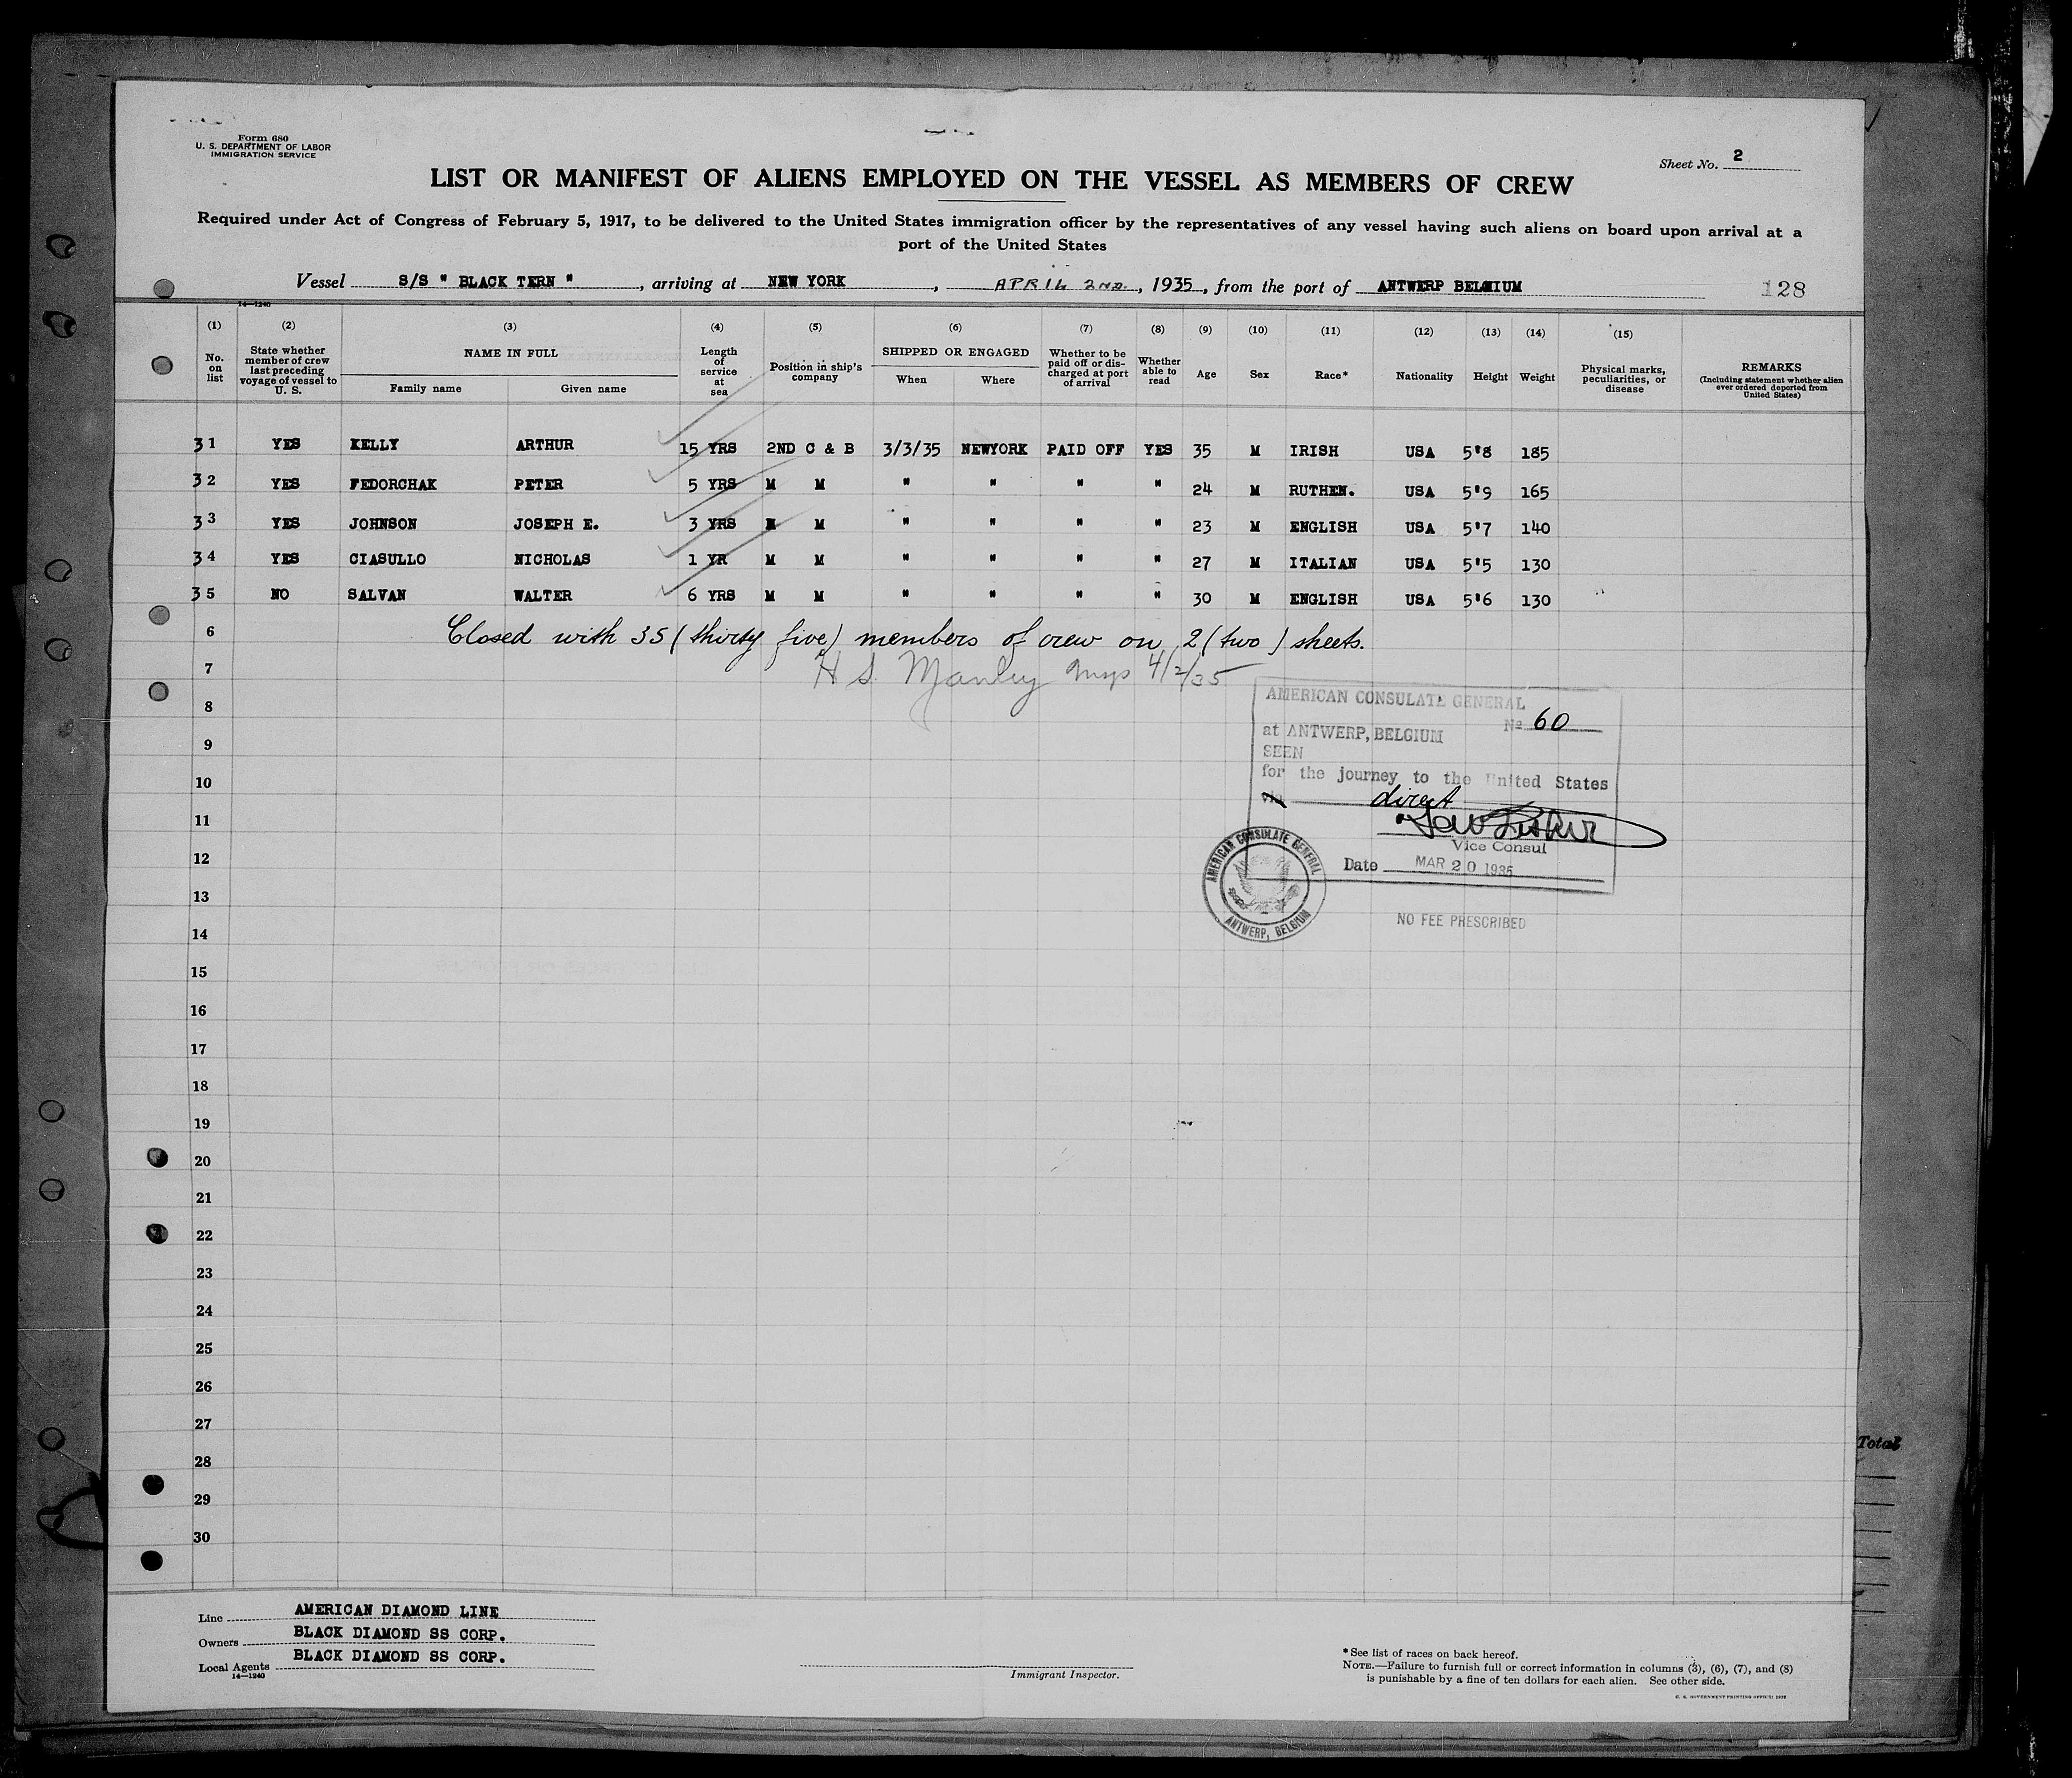 Form 680
U. S. DEPARTMENT OF LABOR
IMMIGRATION SERVICE
Sheet No. 2
LIST OR MANIFEST OF ALIENS EMPLOYED ON THE VESSEL AS MEMBERS OF CREW
Required under Act of Congress of February 5, 1917, to be delivered to the United States immigration officer by the representatives of any vessel having such aliens on board upon arrival at a
port of the United States
Vessel S/S " BLACK TERN " , arriving at NEW YORK , APRIL 2ND. , 1935 , from the port of ANTWERP BELGIUM 128
14—1240
(1) (2) (3) (4) (5) (6) (7) (8) (9) (10) (11) (12) (13) (14) (15)
No. on list State whether member of crew last preceding voyage of vessel to U. S. NAME IN FULL Family name Given name Length of service at sea Position in ship's company SHIPPED OR ENGAGED When Where Whether to be paid off or discharged at port of arrival Whether able to read Age Sex Race* Nationality Height Weight Physical marks, peculiarities, or disease REMARKS (Including statement whether alien ever ordered deported from United States)
31 YES KELLY ARTHUR 15 YRS 2ND C & B 3/3/35 NEWYORK PAID OFF YES 35 M IRISH USA 5'8 185
32 YES FEDORCHAK PETER 5 YRS M M " " " " 24 M RUTHEN. USA 5'9 165
33 YES JOHNSON JOSEPH E. 3 YRS M M " " " " 23 M ENGLISH USA 5'7 140
34 YES CIASULLO NICHOLAS 1 YR M M " " " " 27 M ITALIAN USA 5'5 130
35 NO SALVAN WALTER 6 YRS M M " " " " 30 M ENGLISH USA 5'6 130
6 Closed with 35 (thirty five) members of crew on 2 (two) sheets.
7 H S. Manley 4/2/35
8 AMERICAN CONSULATE GENERAL
No 60
9 at ANTWERP, BELGIUM
SEEN
10 for the journey to the United States
via direct
11
Vice Consul
12 Date MAR 20 1935
AMERICAN CONSULATE GENERAL
ANTWERP, BELGIUM
13
NO FEE PRESCRIBED
14
15
16
17
18
19
20
21
22
23
24
25
26
27
Total
28
29
30
Line AMERICAN DIAMOND LINE
Owners BLACK DIAMOND SS CORP.
Local Agents BLACK DIAMOND SS CORP.
14—1240
Immigrant Inspector.
*See list of races on back hereof.
NOTE.—Failure to furnish full or correct information in columns (3), (6), (7), and (8)
is punishable by a fine of ten dollars for each alien. See other side.
U. S. GOVERNMENT PRINTING OFFICE